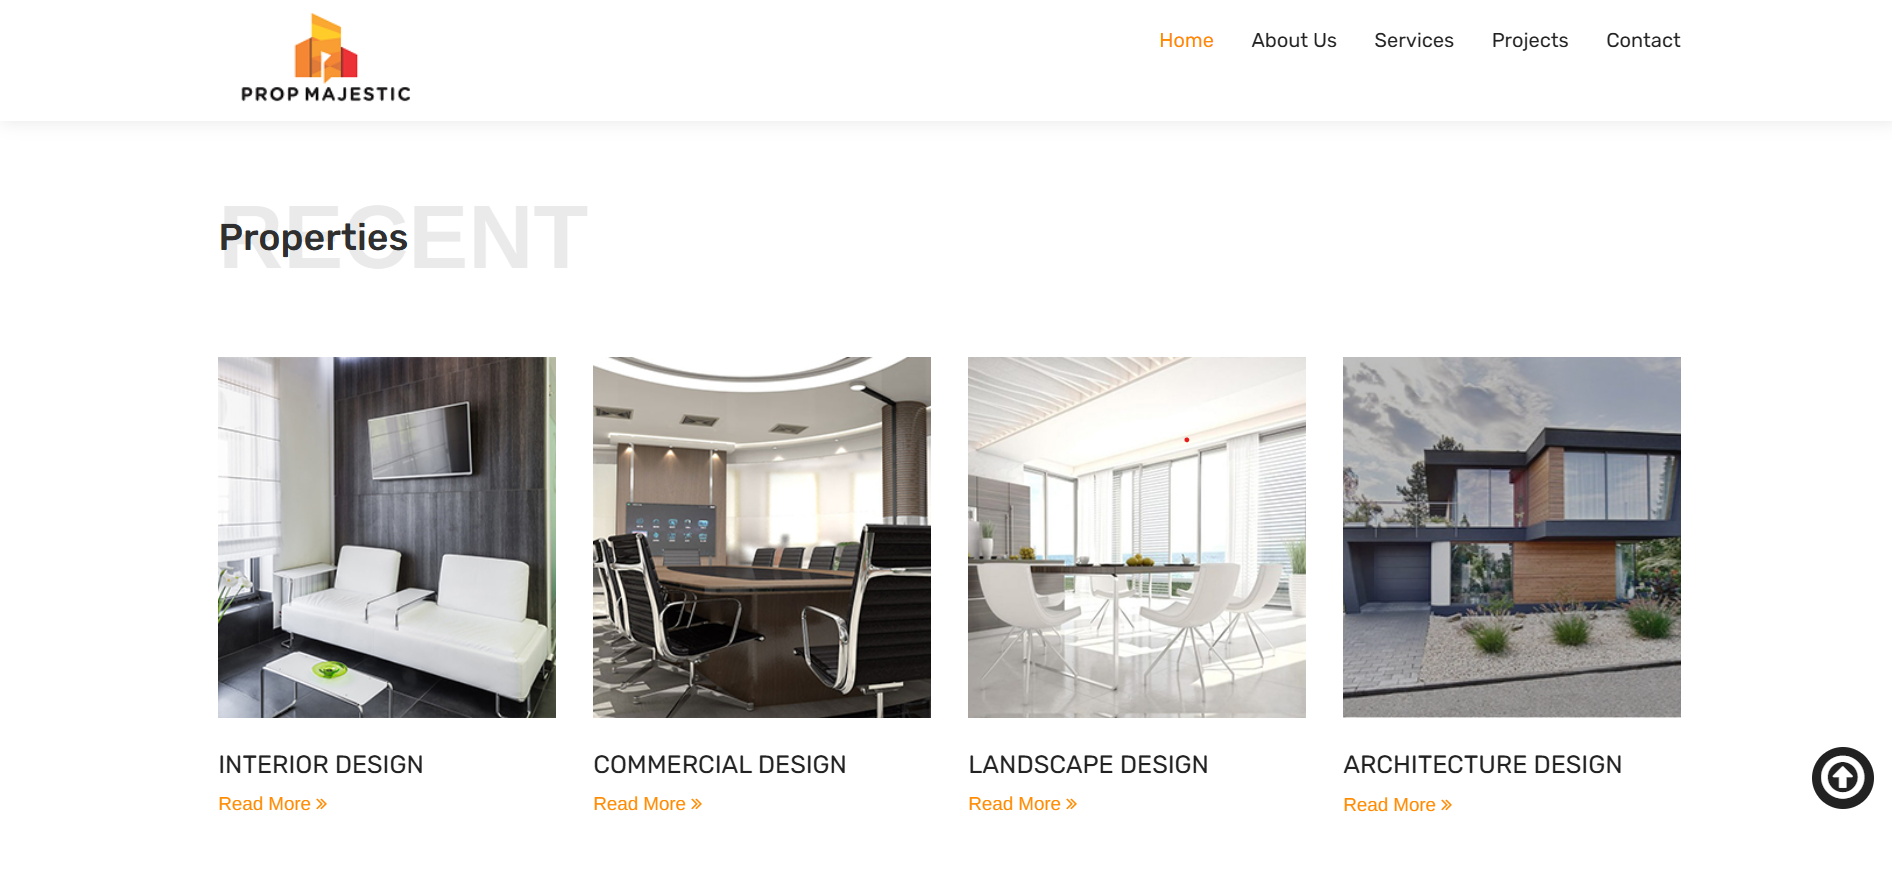 PROP MAJESTIC
Home About Us Services Projects Contact
RECENT
Properties
INTERIOR DESIGN
Read More »
COMMERCIAL DESIGN
Read More »
LANDSCAPE DESIGN
Read More »
ARCHITECTURE DESIGN
Read More »